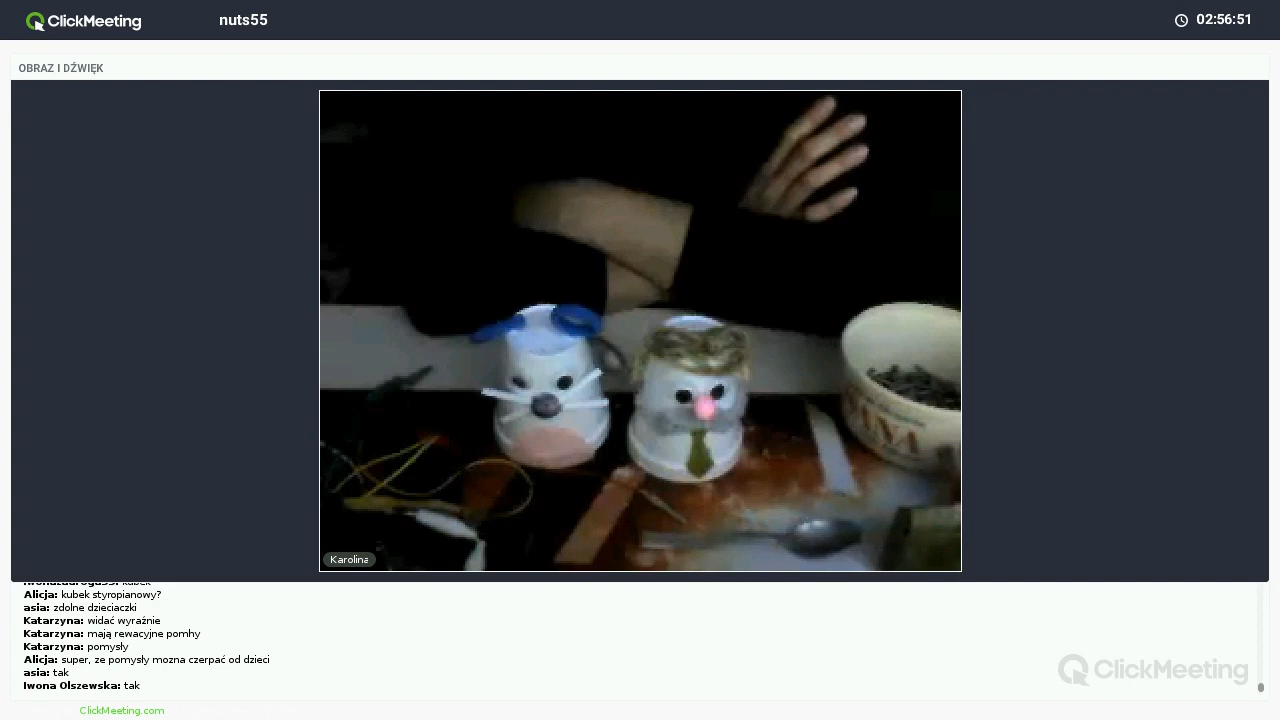 ClickMeeting
nuts55
02:56:51
OBRAZ I DŹWIĘK
Karolina
kubek
Alicja: kubek styropianowy?
asia: zdolne dzieciaczki
Katarzyna: widać wyraźnie
Katarzyna: mają rewacyjne pomhy
Katarzyna: pomysły
Alicja: super, ze pomysły mozna czerpać od dzieci
asia: tak
Iwona Olszewska: tak
ClickMeeting
ClickMeeting.com